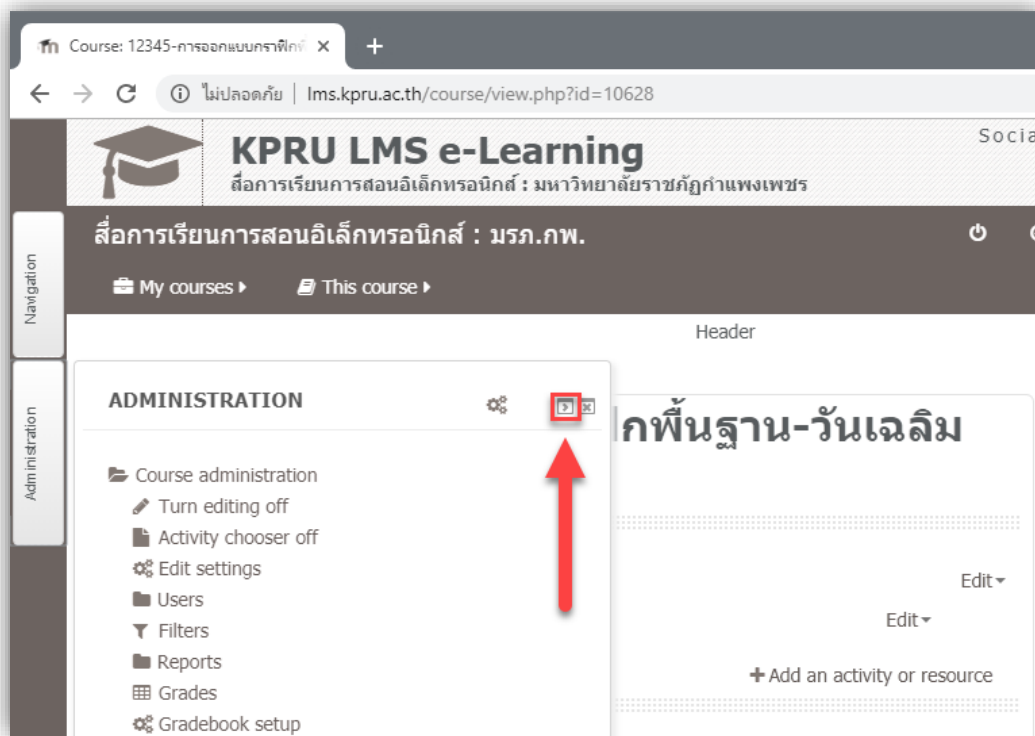 Course: 12345-การออกแบบกราฟิกพื้
ไม่ปลอดภัย | lms.kpru.ac.th/course/view.php?id=10628
KPRU LMS e-Learning
Socia
สื่อการเรียนการสอนอิเล็กทรอนิกส์ : มหาวิทยาลัยราชภัฏกำแพงเพชร
สื่อการเรียนการสอนอิเล็กทรอนิกส์ : มรภ.กพ.
My courses
This course
Navigation
Header
Administration
ADMINISTRATION
กพื้นฐาน-วันเฉลิม
Course administration
Turn editing off
Activity chooser off
Edit settings
Edit
Users
Edit
Filters
Reports
Add an activity or resource
Grades
Gradebook setup